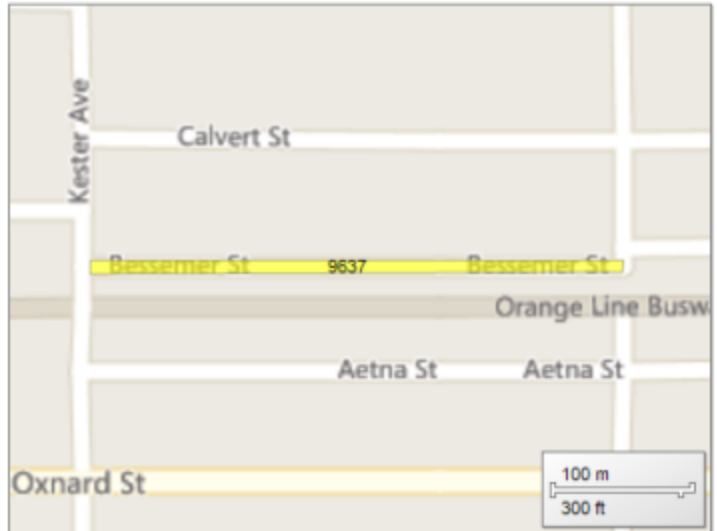 Kester Ave
Calvert St
Bessemer St 9637 Bessemer St
Orange Line Busw
Aetna St Aetna St
Oxnard St
100 m
300 ft